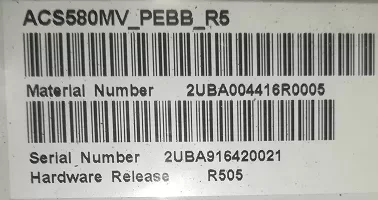 ACS580MV_PEBB_R5
Material Number 2UBA004416R0005
Serial Number 2UBA916420021
Hardware Release R505